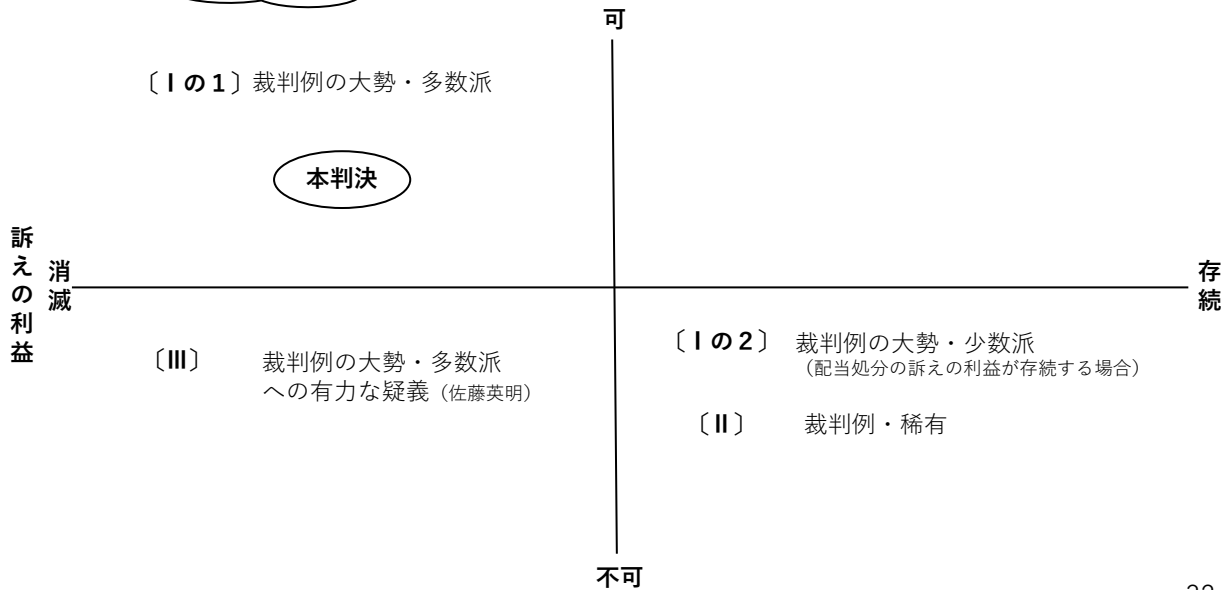 可
〔Ⅰの1〕裁判例の大勢・多数派
本判決
訴えの利益
消滅
存続
〔Ⅰの2〕 裁判例の大勢・少数派
（配当処分の訴えの利益が存続する場合）
〔Ⅲ〕 裁判例の大勢・多数派
への有力な疑義（佐藤英明）
〔Ⅱ〕 裁判例・稀有
不可